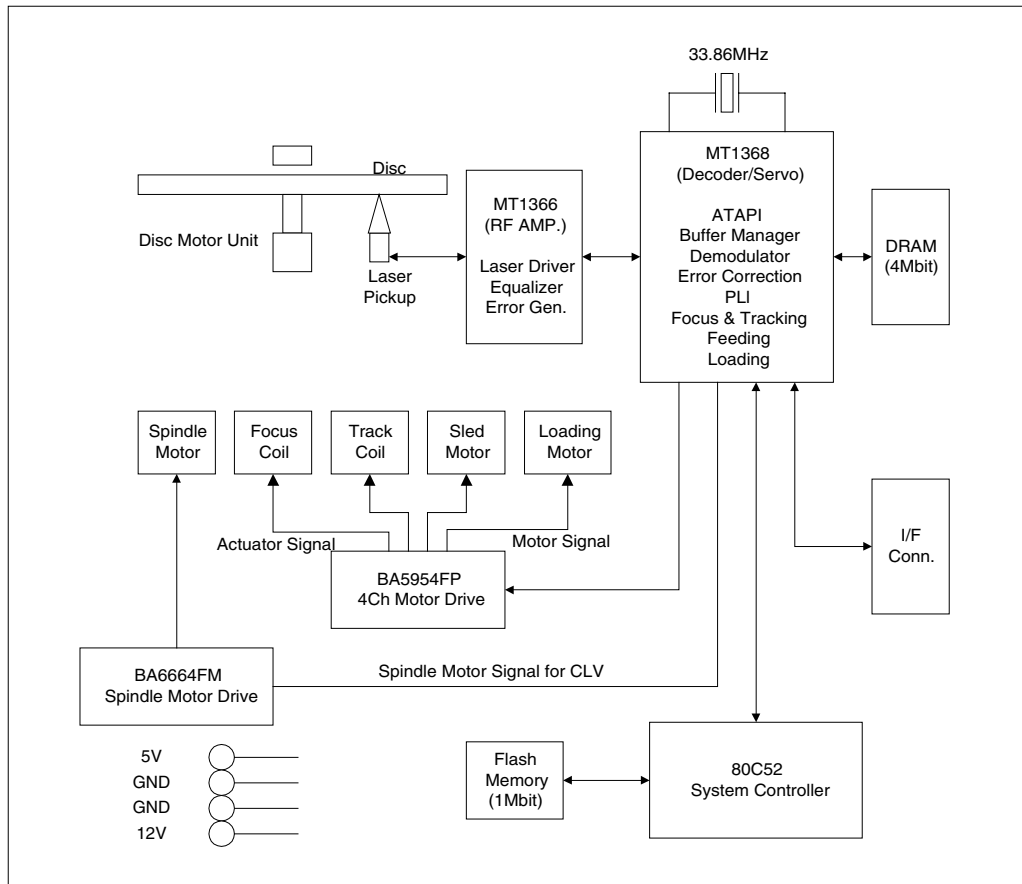 33.86MHz
MT1368
(Decoder/Servo)
ATAPI
Buffer Manager
Demodulator
Error Correction
PLI
Focus & Tracking
Feeding
Loading
Disc
Disc Motor Unit
Laser
Pickup
MT1366
(RF AMP.)
Laser Driver
Equalizer
Error Gen.
DRAM
(4Mbit)
Spindle
Motor
Focus
Coil
Track
Coil
Sled
Motor
Loading
Motor
Actuator Signal
Motor Signal
BA5954FP
4Ch Motor Drive
I/F
Conn.
BA6664FM
Spindle Motor Drive
Spindle Motor Signal for CLV
5V
GND
GND
12V
Flash
Memory
(1Mbit)
80C52
System Controller